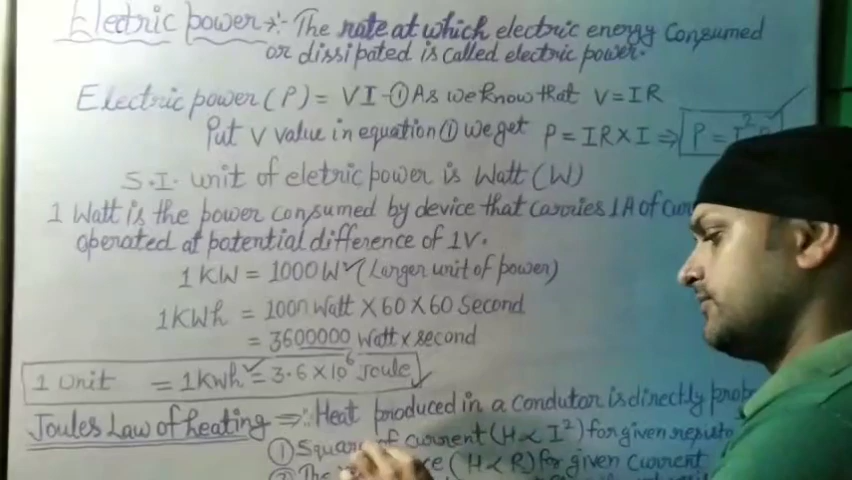 Electric power :- The rate at which electric energy consumed
or dissipated is called electric power.
Electric power (P) = VI -① As we know that V = IR
Put V value in equation ① we get P = IR X I ⇒ P = I²
S.I. unit of eletric power is Watt (W)
1 Watt is the power consumed by device that carries 1A of
operated at potential difference of 1V.
1 KW = 1000 W (Larger unit of power)
1 KWh = 1000 Watt X 60 X 60 Second
= 3600000 Watt x second
1 Unit = 1 kwh = 3.6 X 10⁶ Joule
Joules Law of heating ⇒ Heat produced in a condutor is directly
① Square of current (H ∝ I²) for given
② The (H ∝ R) for given current